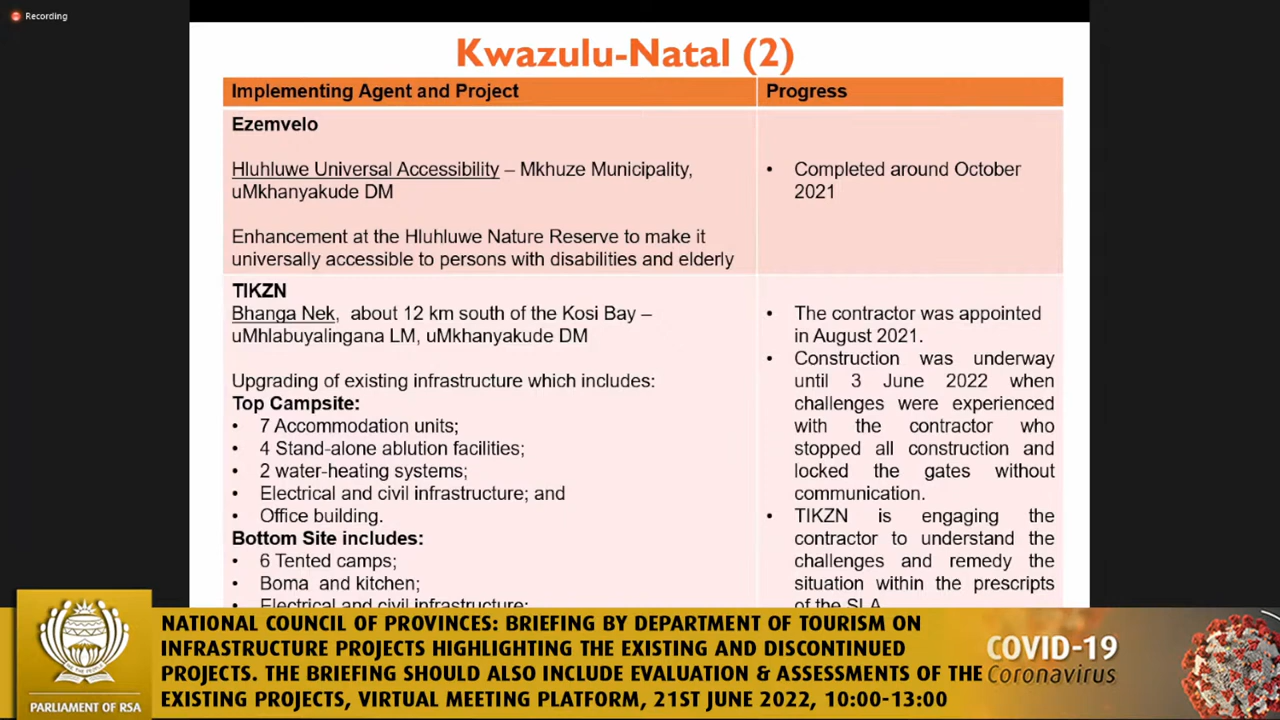 Recording
Kwazulu-Natal (2)
Implementing Agent and Project
Progress
Ezemvelo
Hluhluwe Universal Accessibility – Mkhuze Municipality,
uMkhanyakude DM
Enhancement at the Hluhluwe Nature Reserve to make it
universally accessible to persons with disabilities and elderly
• Completed around October
2021
TIKZN
Bhanga Nek, about 12 km south of the Kosi Bay –
uMhlabuyalingana LM, uMkhanyakude DM
Upgrading of existing infrastructure which includes:
Top Campsite:
• 7 Accommodation units;
• 4 Stand-alone ablution facilities;
• 2 water-heating systems;
• Electrical and civil infrastructure; and
• Office building.
Bottom Site includes:
• 6 Tented camps;
• Boma and kitchen;
• Electrical and civil infrastructure;
• The contractor was appointed
in August 2021.
• Construction was underway
until 3 June 2022 when
challenges were experienced
with the contractor who
stopped all construction and
locked the gates without
communication.
• TIKZN is engaging the
contractor to understand the
challenges and remedy the
situation within the prescripts
of the SLA
PARLIAMENT OF RSA
NATIONAL COUNCIL OF PROVINCES: BRIEFING BY DEPARTMENT OF TOURISM ON
INFRASTRUCTURE PROJECTS HIGHLIGHTING THE EXISTING AND DISCONTINUED
PROJECTS. THE BRIEFING SHOULD ALSO INCLUDE EVALUATION & ASSESSMENTS OF THE
EXISTING PROJECTS, VIRTUAL MEETING PLATFORM, 21ST JUNE 2022, 10:00-13:00
COVID-19
Coronavirus